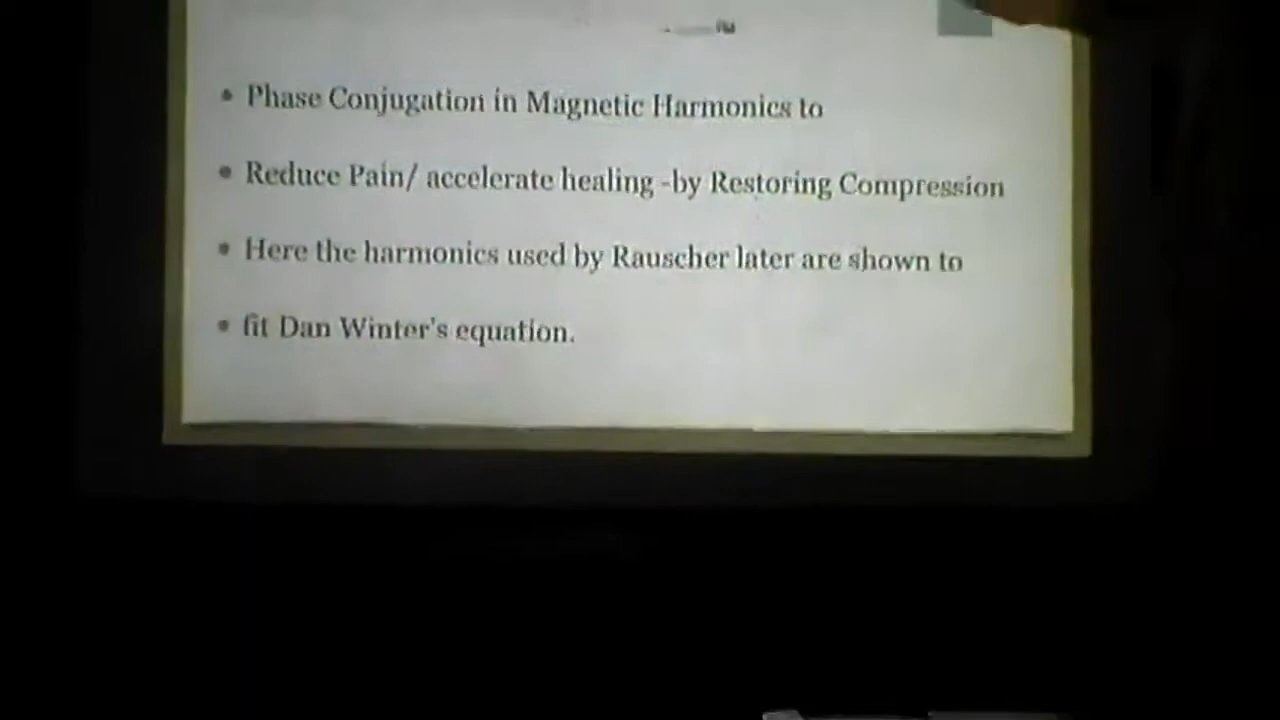 • Phase Conjugation in Magnetic Harmonics to
• Reduce Pain/ accelerate healing -by Restoring Compression
• Here the harmonics used by Rauscher later are shown to
• fit Dan Winter's equation.